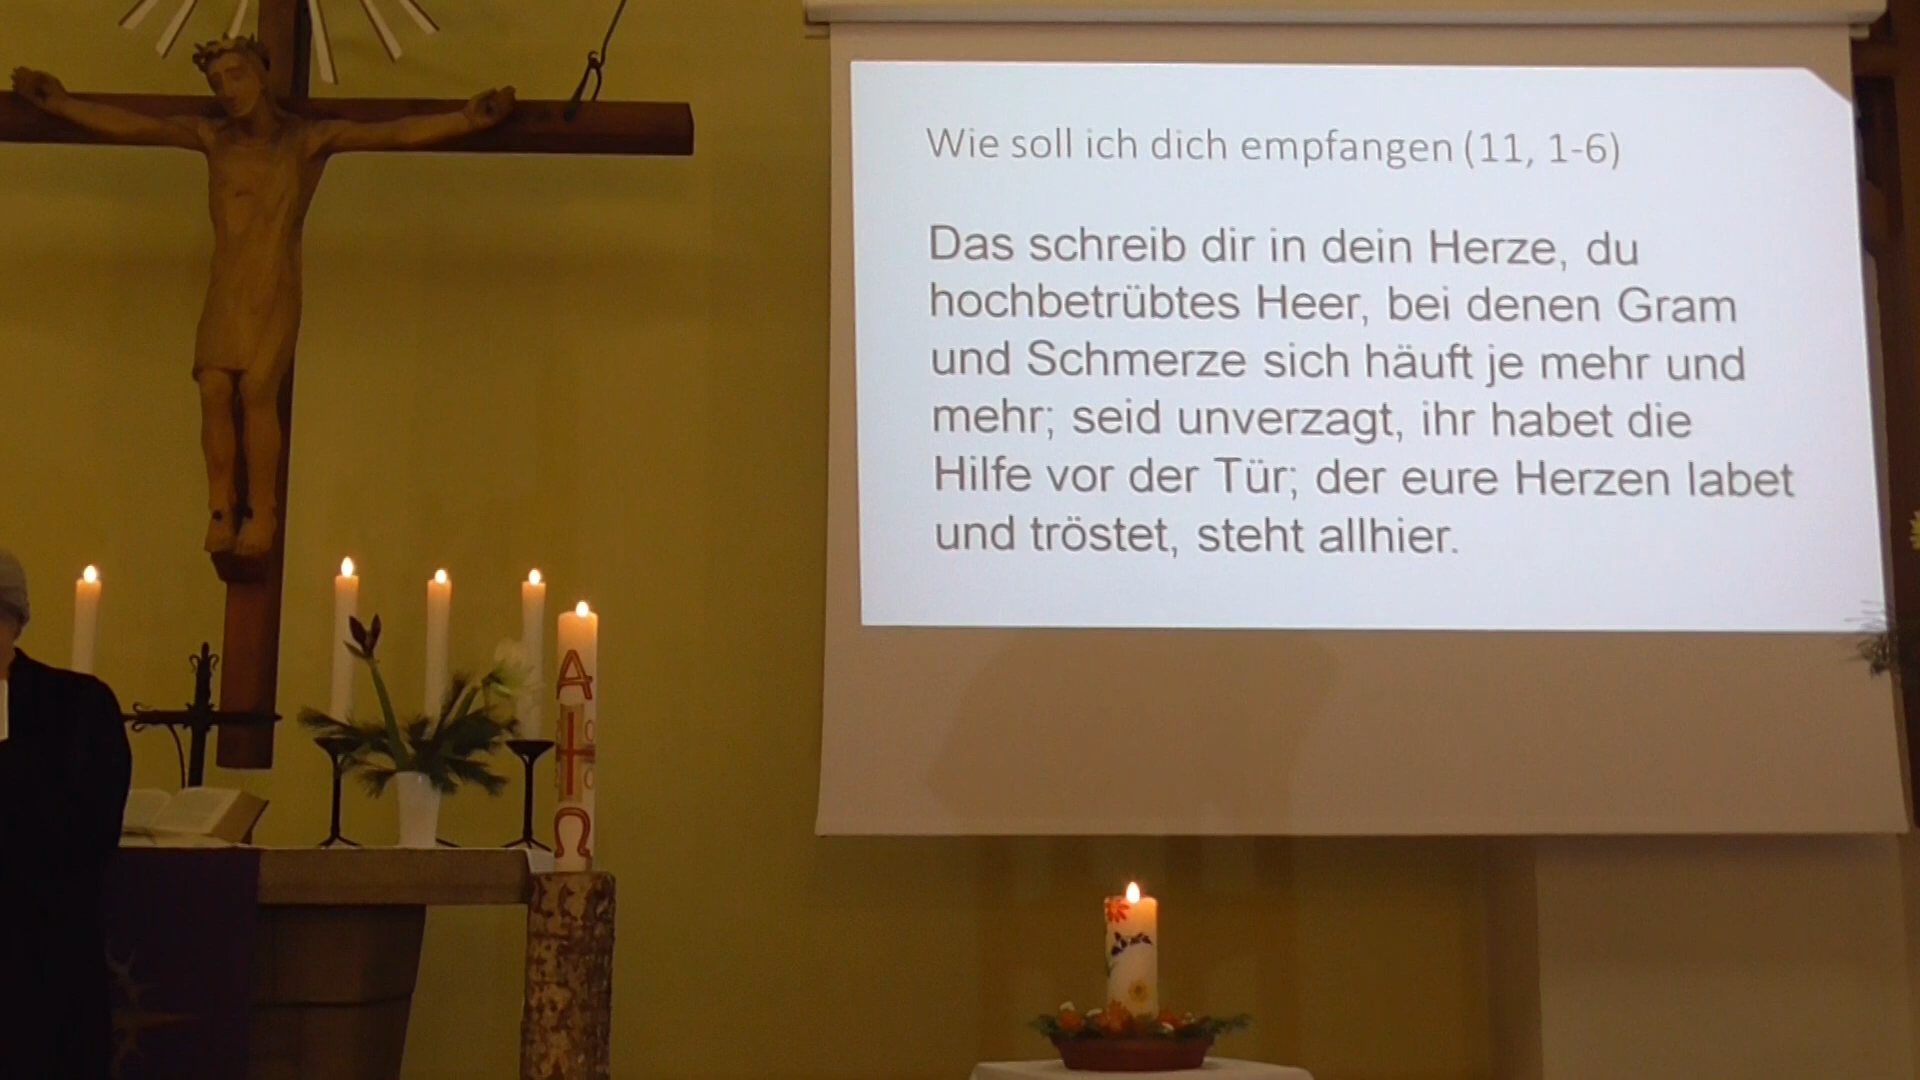 Wie soll ich dich empfangen (11, 1-6)
Das schreib dir in dein Herze, du
hochbetrübtes Heer, bei denen Gram
und Schmerze sich häuft je mehr und
mehr; seid unverzagt, ihr habet die
Hilfe vor der Tür; der eure Herzen labet
und tröstet, steht allhier.
Α
Ω